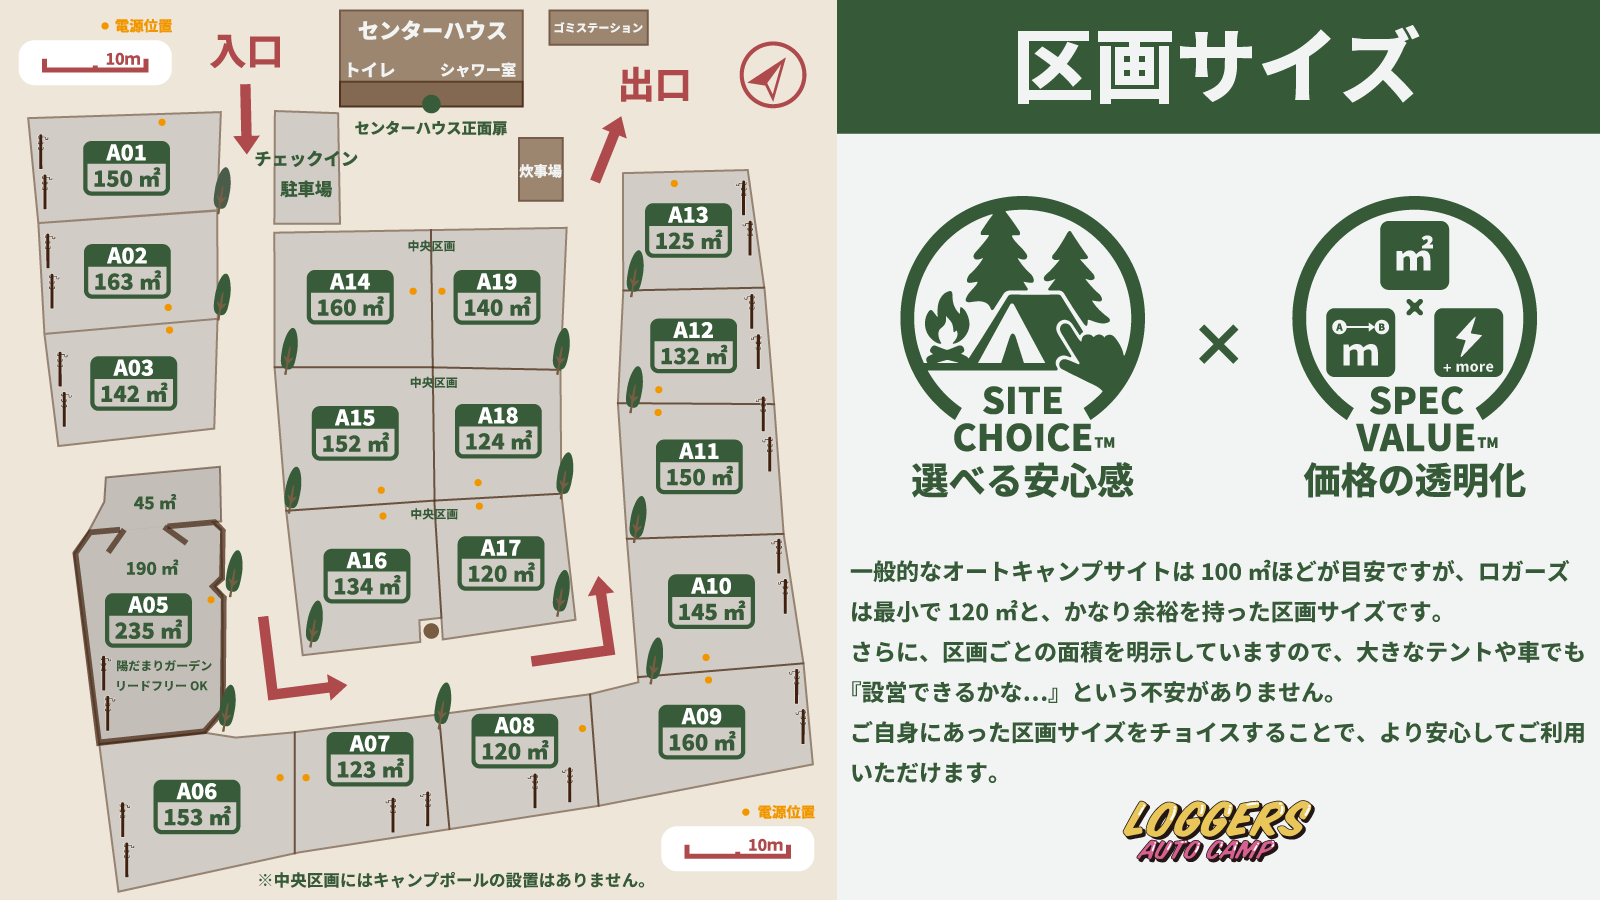 電源位置
10m
入口
センターハウス
トイレ シャワー室
ゴミステーション
出口
センターハウス正面扉
チェックイン
駐車場
炊事場
A01
150 ㎡
A02
163 ㎡
A03
142 ㎡
中央区画
A14
160 ㎡
A19
140 ㎡
中央区画
A15
152 ㎡
A18
124 ㎡
中央区画
A16
134 ㎡
A17
120 ㎡
A13
125 ㎡
A12
132 ㎡
A11
150 ㎡
A10
145 ㎡
A09
160 ㎡
45 ㎡
190 ㎡
A05
235 ㎡
陽だまりガーデン
リードフリー OK
A06
153 ㎡
A07
123 ㎡
A08
120 ㎡
電源位置
10m
※中央区画にはキャンプポールの設置はありません。
区画サイズ
SITE
CHOICE™
選べる安心感
×
m²
×
A B
m
+ more
SPEC
VALUE™
価格の透明化
一般的なオートキャンプサイトは 100 ㎡ほどが目安ですが、ロガーズ
は最小で 120 ㎡と、かなり余裕を持った区画サイズです。
さらに、区画ごとの面積を明示していますので、大きなテントや車でも
『設営できるかな…』という不安がありません。
ご自身にあった区画サイズをチョイスすることで、より安心してご利用
いただけます。
LOGGERS
AUTO CAMP